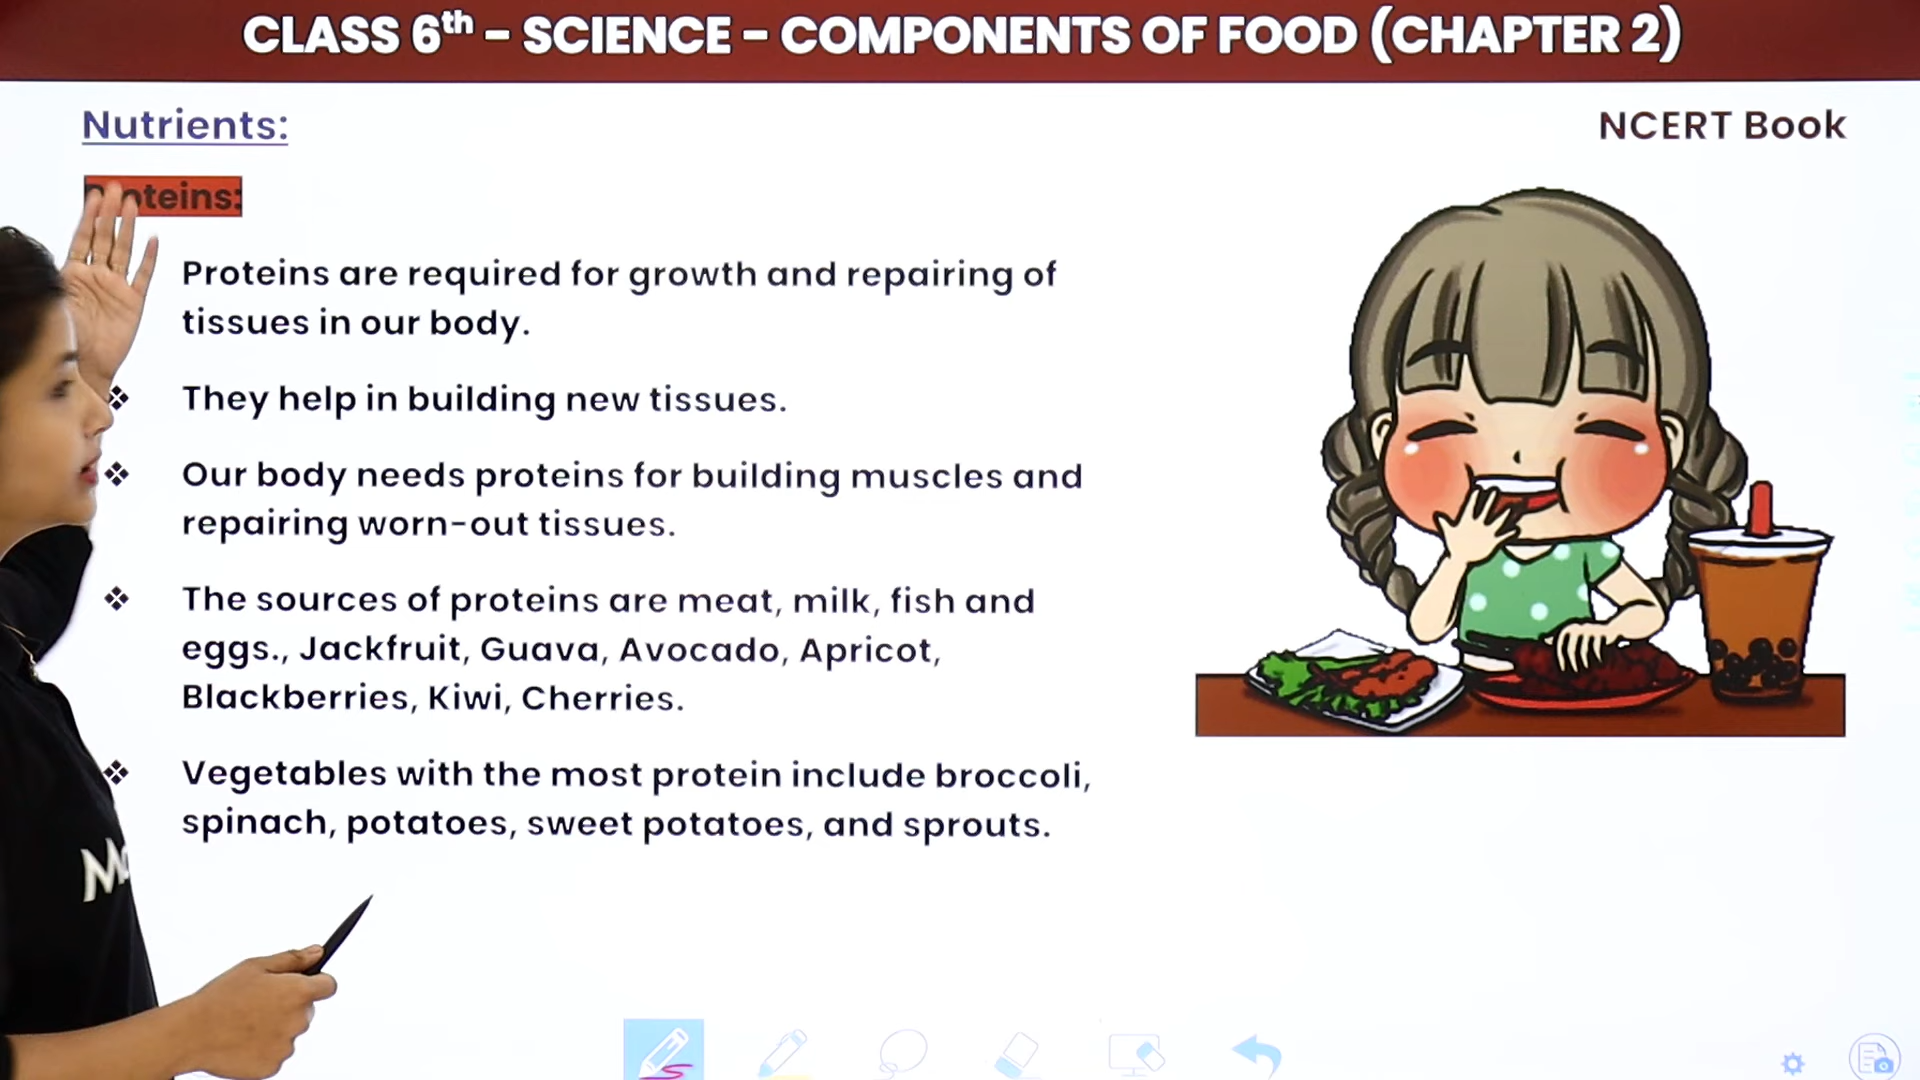 CLASS 6th – SCIENCE – COMPONENTS OF FOOD (CHAPTER 2)
Nutrients:
NCERT Book
Proteins:
Proteins are required for growth and repairing of
tissues in our body.
They help in building new tissues.
Our body needs proteins for building muscles and
repairing worn-out tissues.
The sources of proteins are meat, milk, fish and
eggs., Jackfruit, Guava, Avocado, Apricot,
Blackberries, Kiwi, Cherries.
Vegetables with the most protein include broccoli,
spinach, potatoes, sweet potatoes, and sprouts.